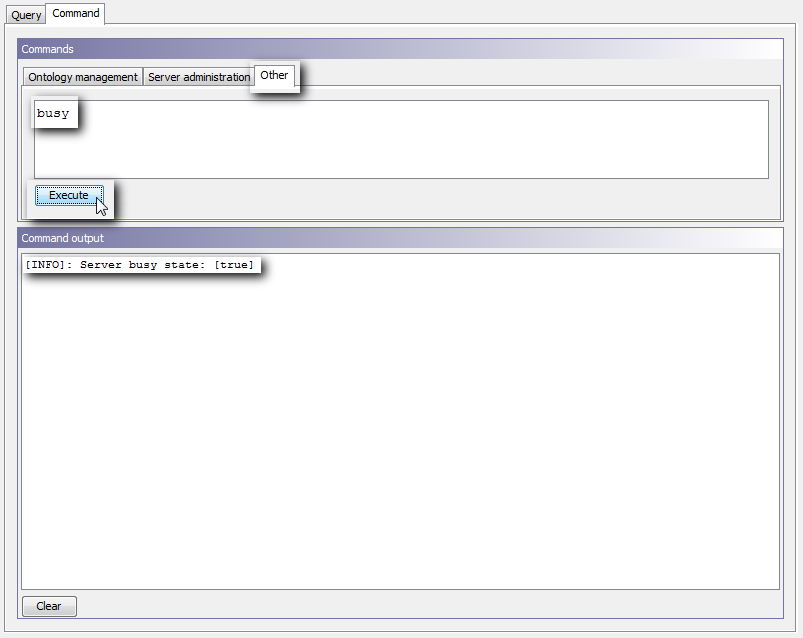 Query Command
Commands
Ontology management Server administration Other
busy
Execute
Command output
[INFO]: Server busy state: [true]
Clear